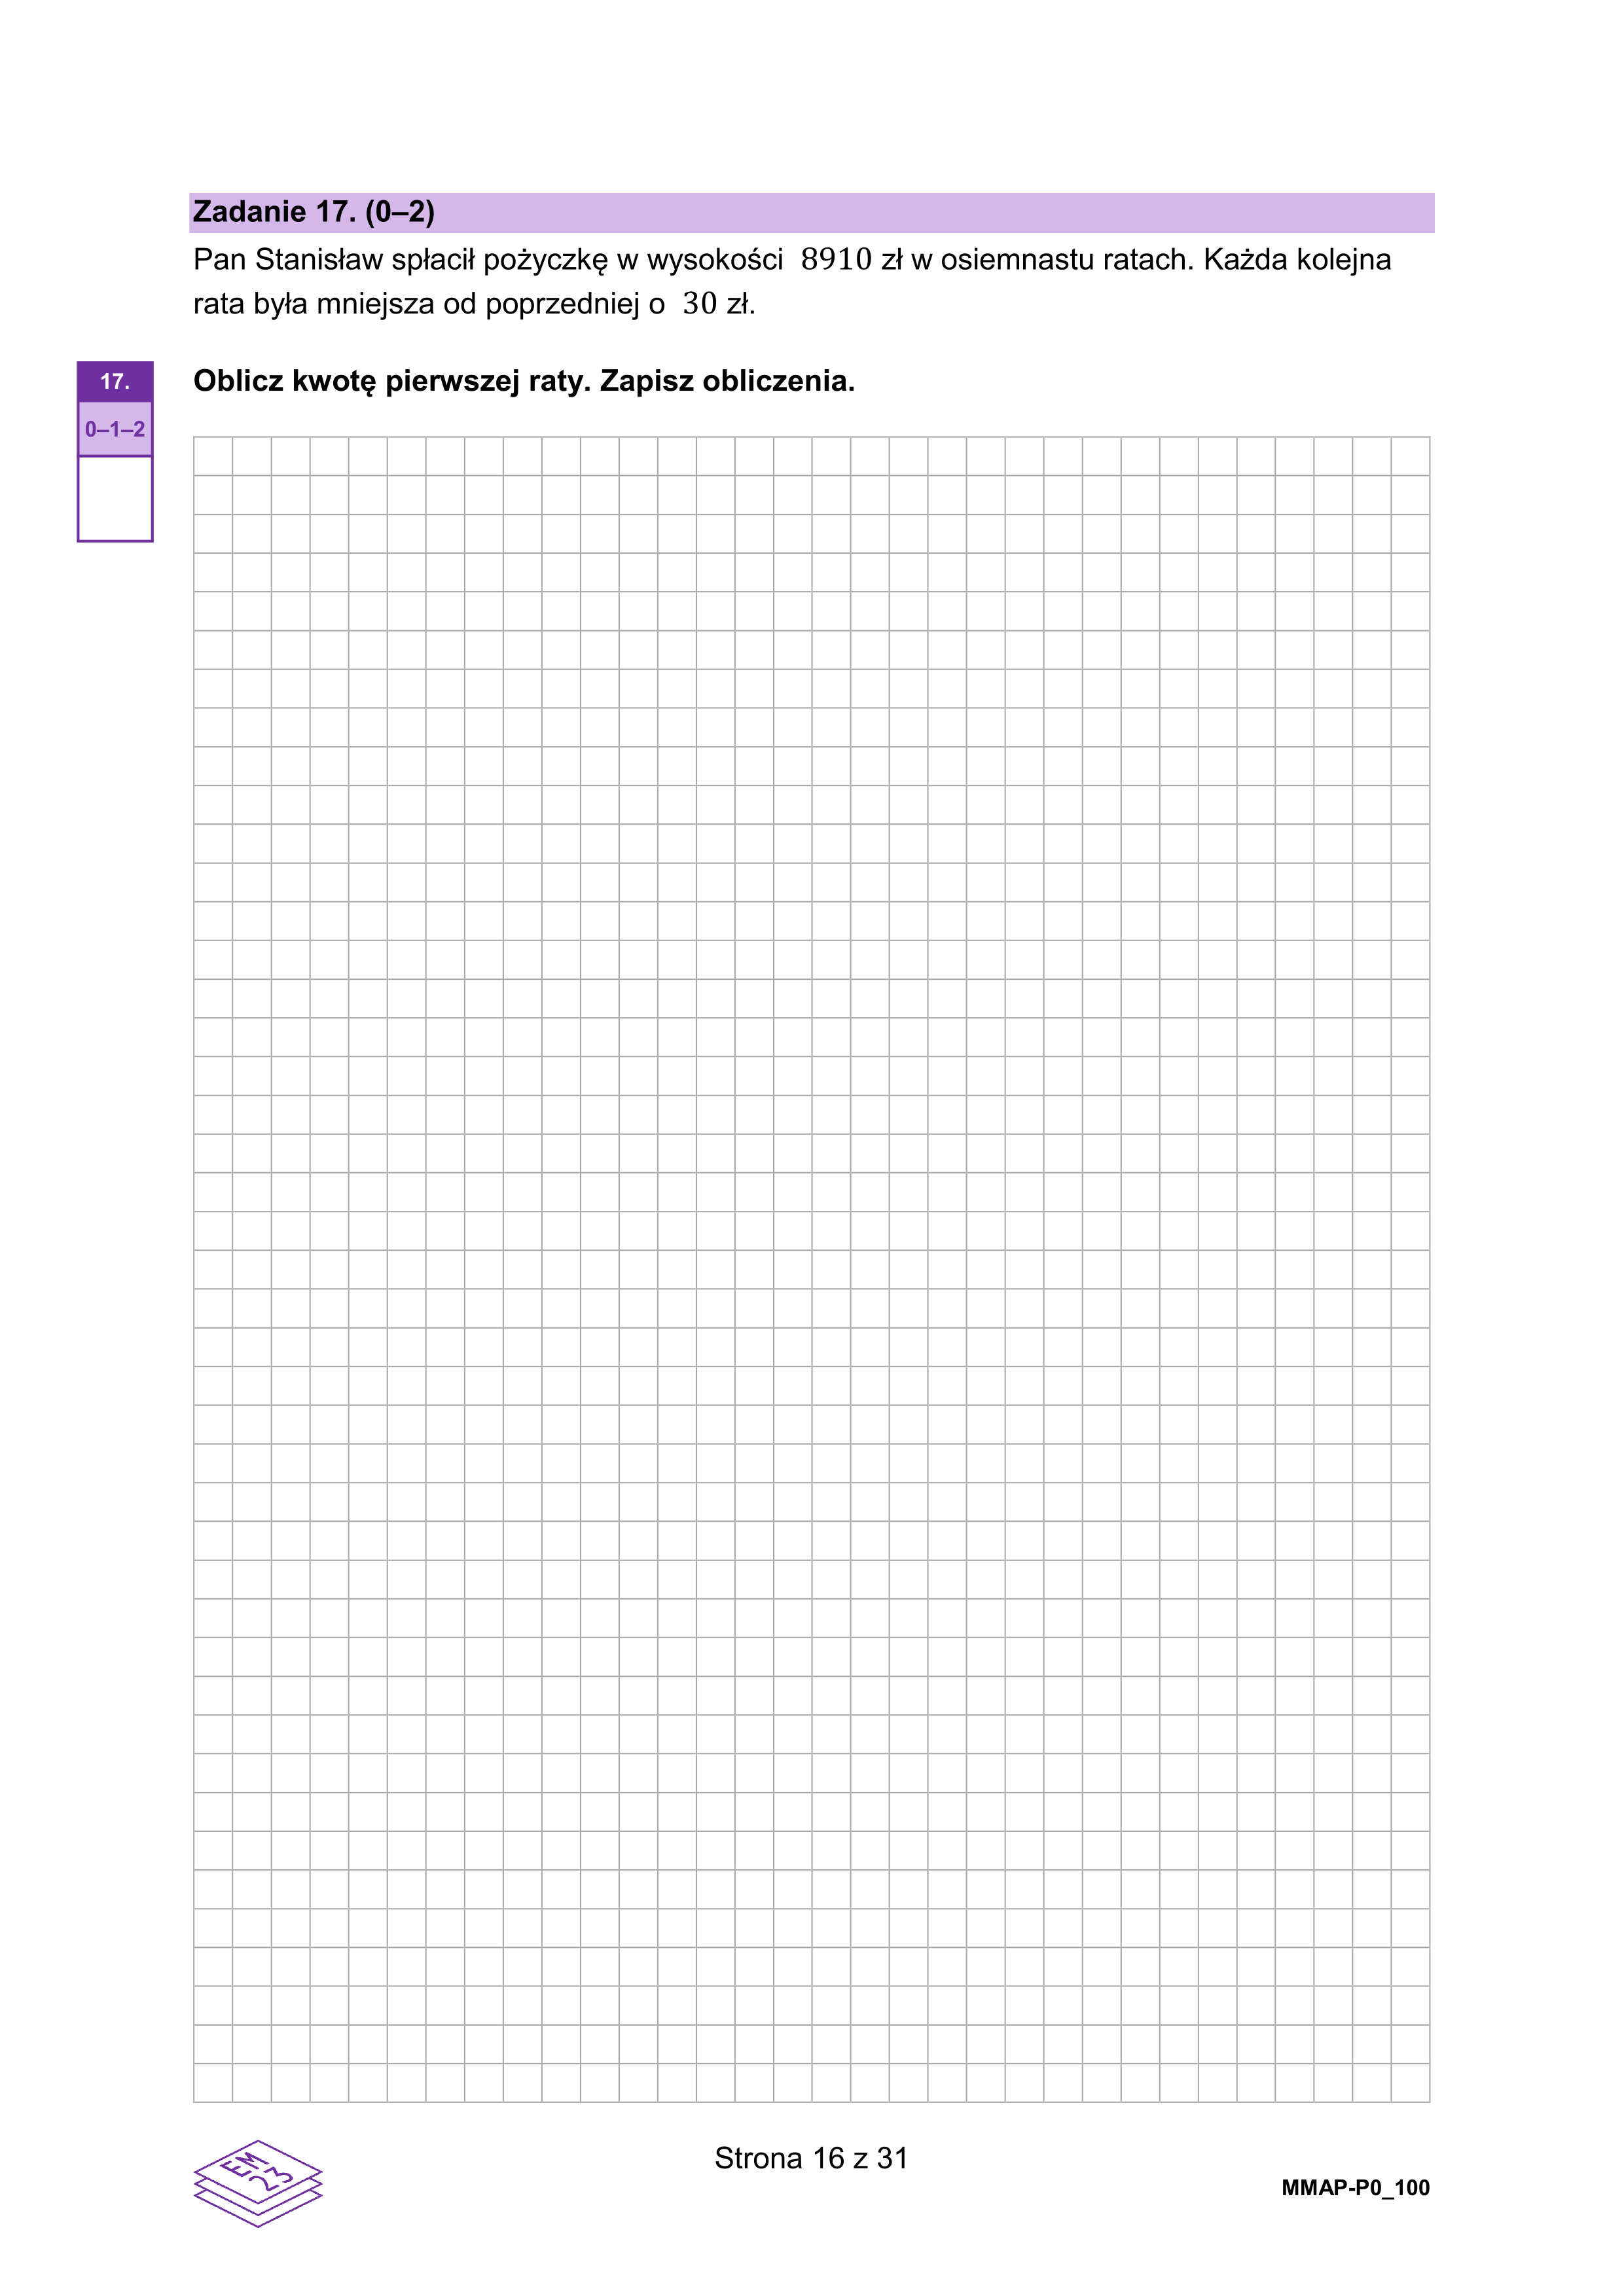 Zadanie 17. (0–2)
Pan Stanisław spłacił pożyczkę w wysokości 8910 zł w osiemnastu ratach. Każda kolejna
rata była mniejsza od poprzedniej o 30 zł.
17.
0–1–2
Oblicz kwotę pierwszej raty. Zapisz obliczenia.
EM
23
Strona 16 z 31
MMAP-P0_100